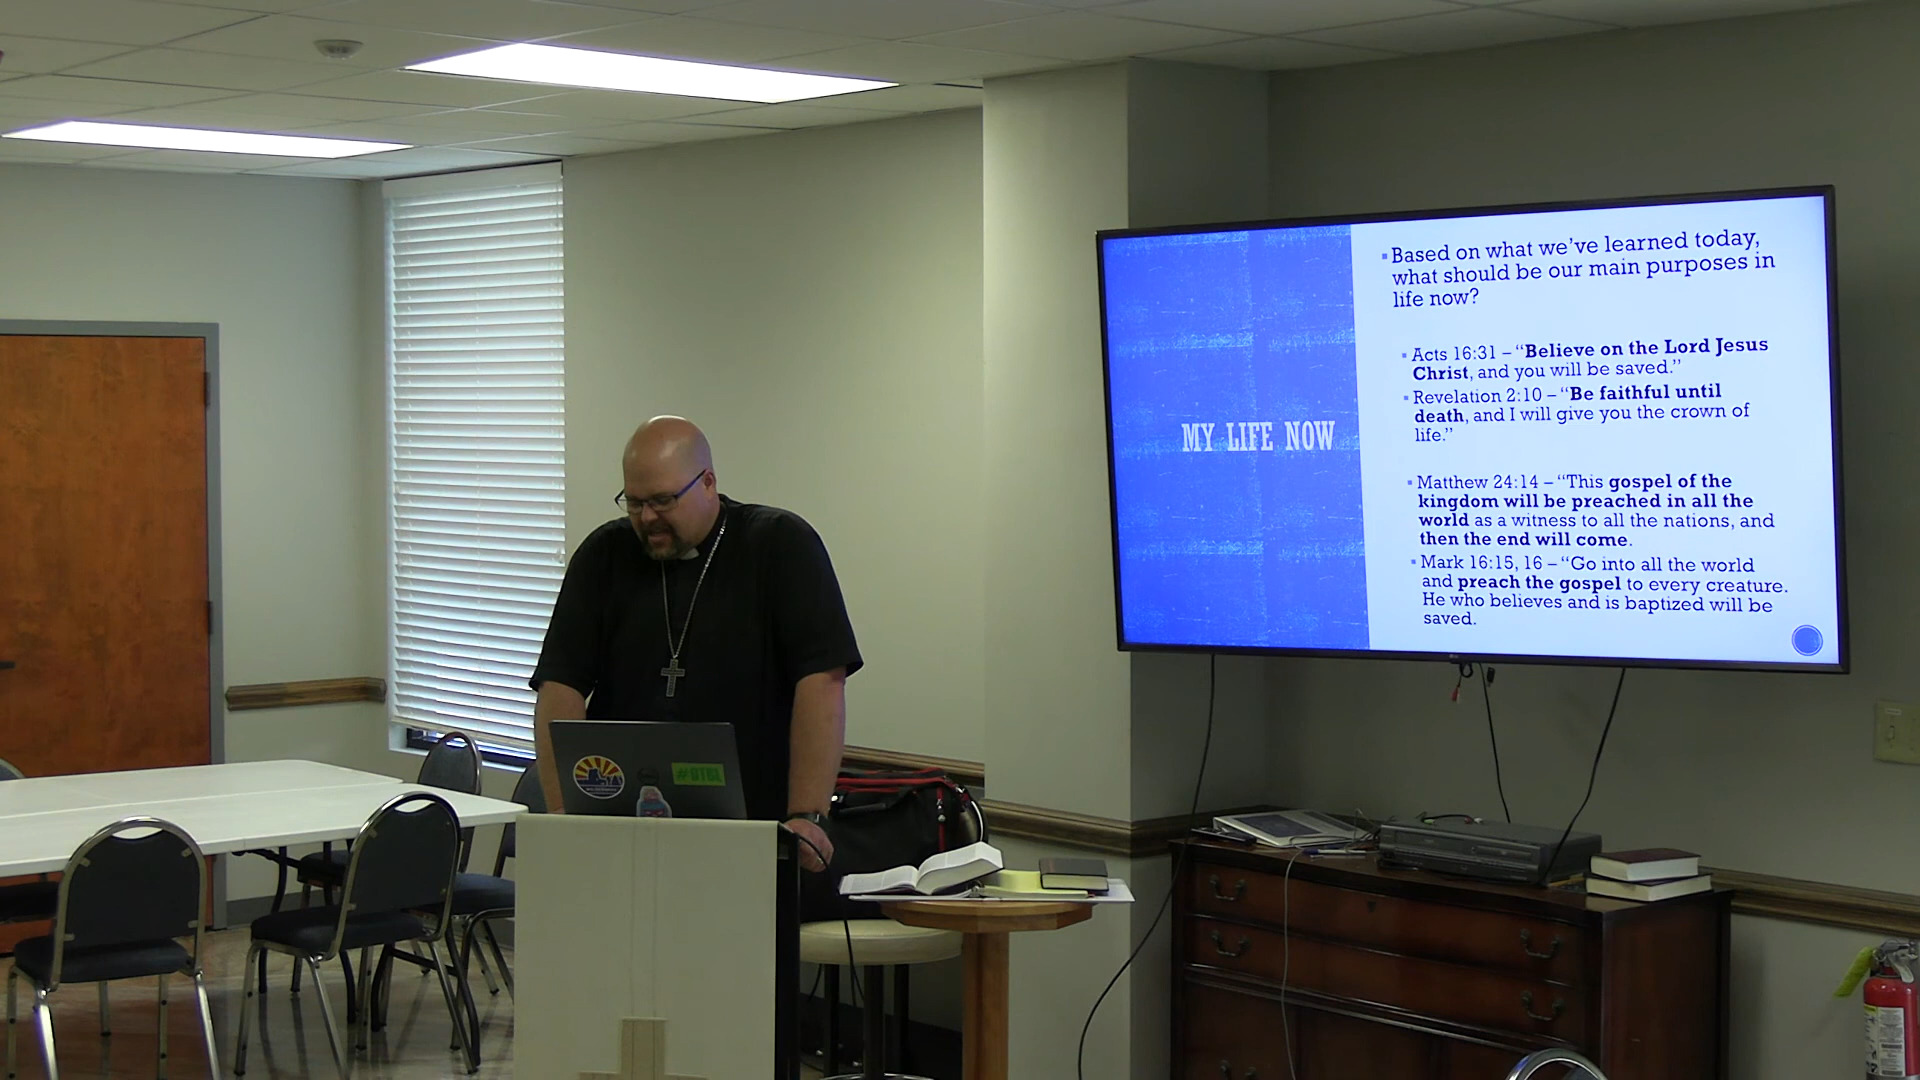 MY LIFE NOW
Based on what we've learned today,
what should be our main purposes in
life now?
Acts 16:31 – “Believe on the Lord Jesus
Christ, and you will be saved.”
Revelation 2:10 – “Be faithful until
death, and I will give you the crown of
life.”
Matthew 24:14 – “This gospel of the
kingdom will be preached in all the
world as a witness to all the nations, and
then the end will come.
Mark 16:15, 16 – “Go into all the world
and preach the gospel to every creature.
He who believes and is baptized will be
saved.